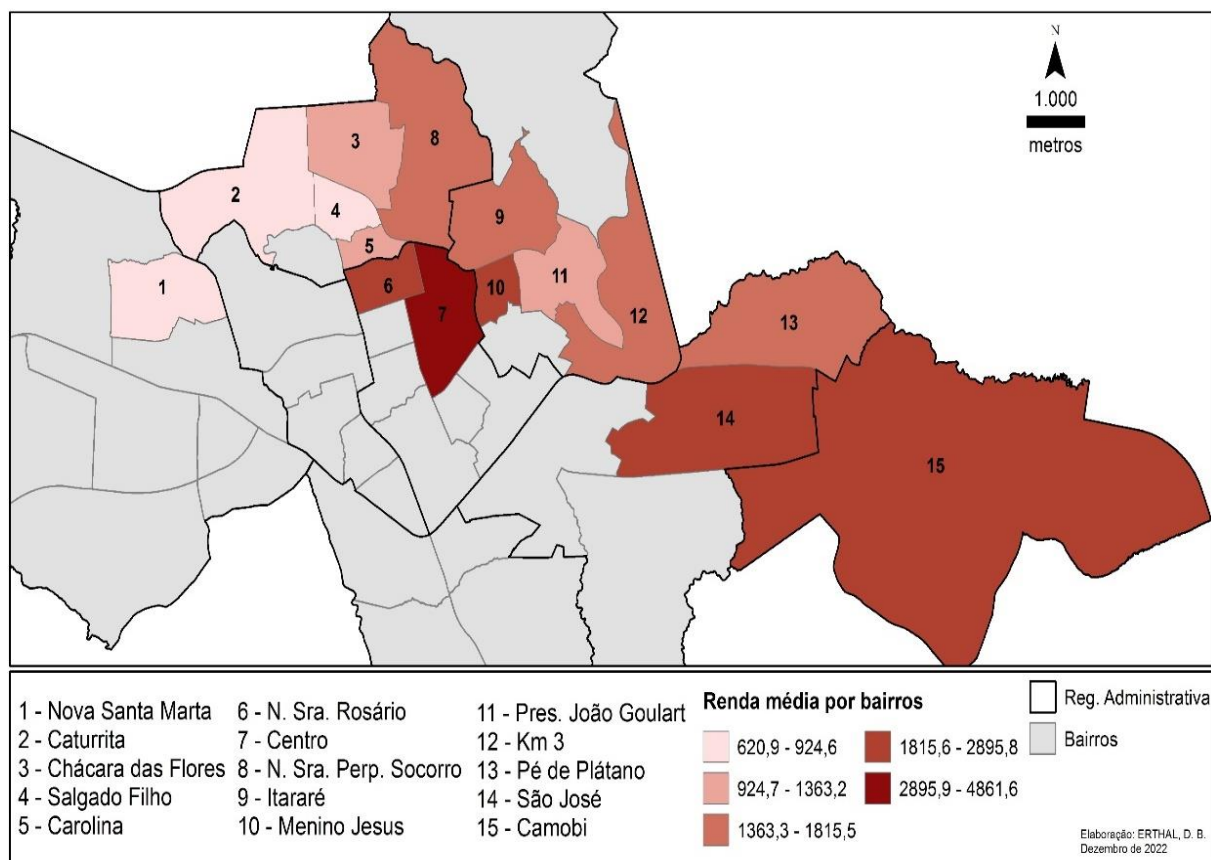 N
1.000
metros
3
8
2
4
9
5
11
1
6
10
7
12
13
14
15
1 - Nova Santa Marta
2 - Caturrita
3 - Chácara das Flores
4 - Salgado Filho
5 - Carolina
6 - N. Sra. Rosário
7 - Centro
8 - N. Sra. Perp. Socorro
9 - Itararé
10 - Menino Jesus
11 - Pres. João Goulart
12 - Km 3
13 - Pé de Plátano
14 - São José
15 - Camobi
Renda média por bairros
620,9 - 924,6
924,7 - 1363,2
1363,3 - 1815,5
1815,6 - 2895,8
2895,9 - 4861,6
Reg. Administrativa
Bairros
Elaboração: ERTHAL, D. B.
Dezembro de 2022